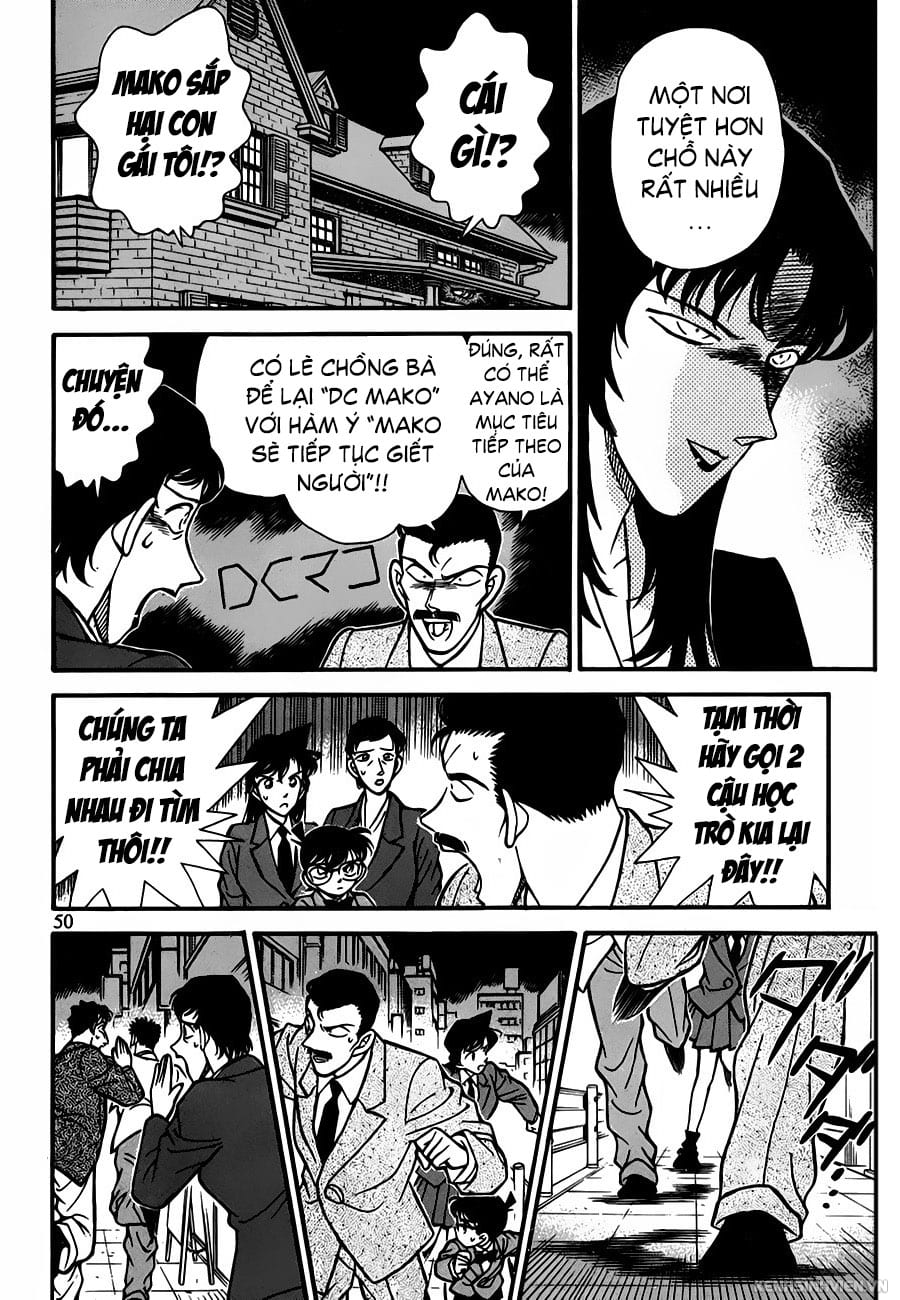 MỘT NƠI
TUYỆT HƠN
CHỖ NÀY
RẤT NHIỀU
...
CÁI
GÌ!?
MAKO SẮP
HẠI CON
GÁI TÔI!?
ĐÚNG, RẤT
CÓ THỂ
AYANO LÀ
MỤC TIÊU
TIẾP THEO
CỦA
MAKO!
CÓ LẼ CHỒNG BÀ
ĐỂ LẠI "DC MAKO"
VỚI HÀM Ý "MAKO
SẼ TIẾP TỤC GIẾT
NGƯỜI"!!
CHUYỆN
ĐÓ...
DCマコ
TẠM THỜI
HÃY GỌI 2
CẬU HỌC
TRÒ KIA LẠI
ĐÂY!!
CHÚNG TA
PHẢI CHIA
NHAU ĐI TÌM
THÔI!!
50
ダダダ